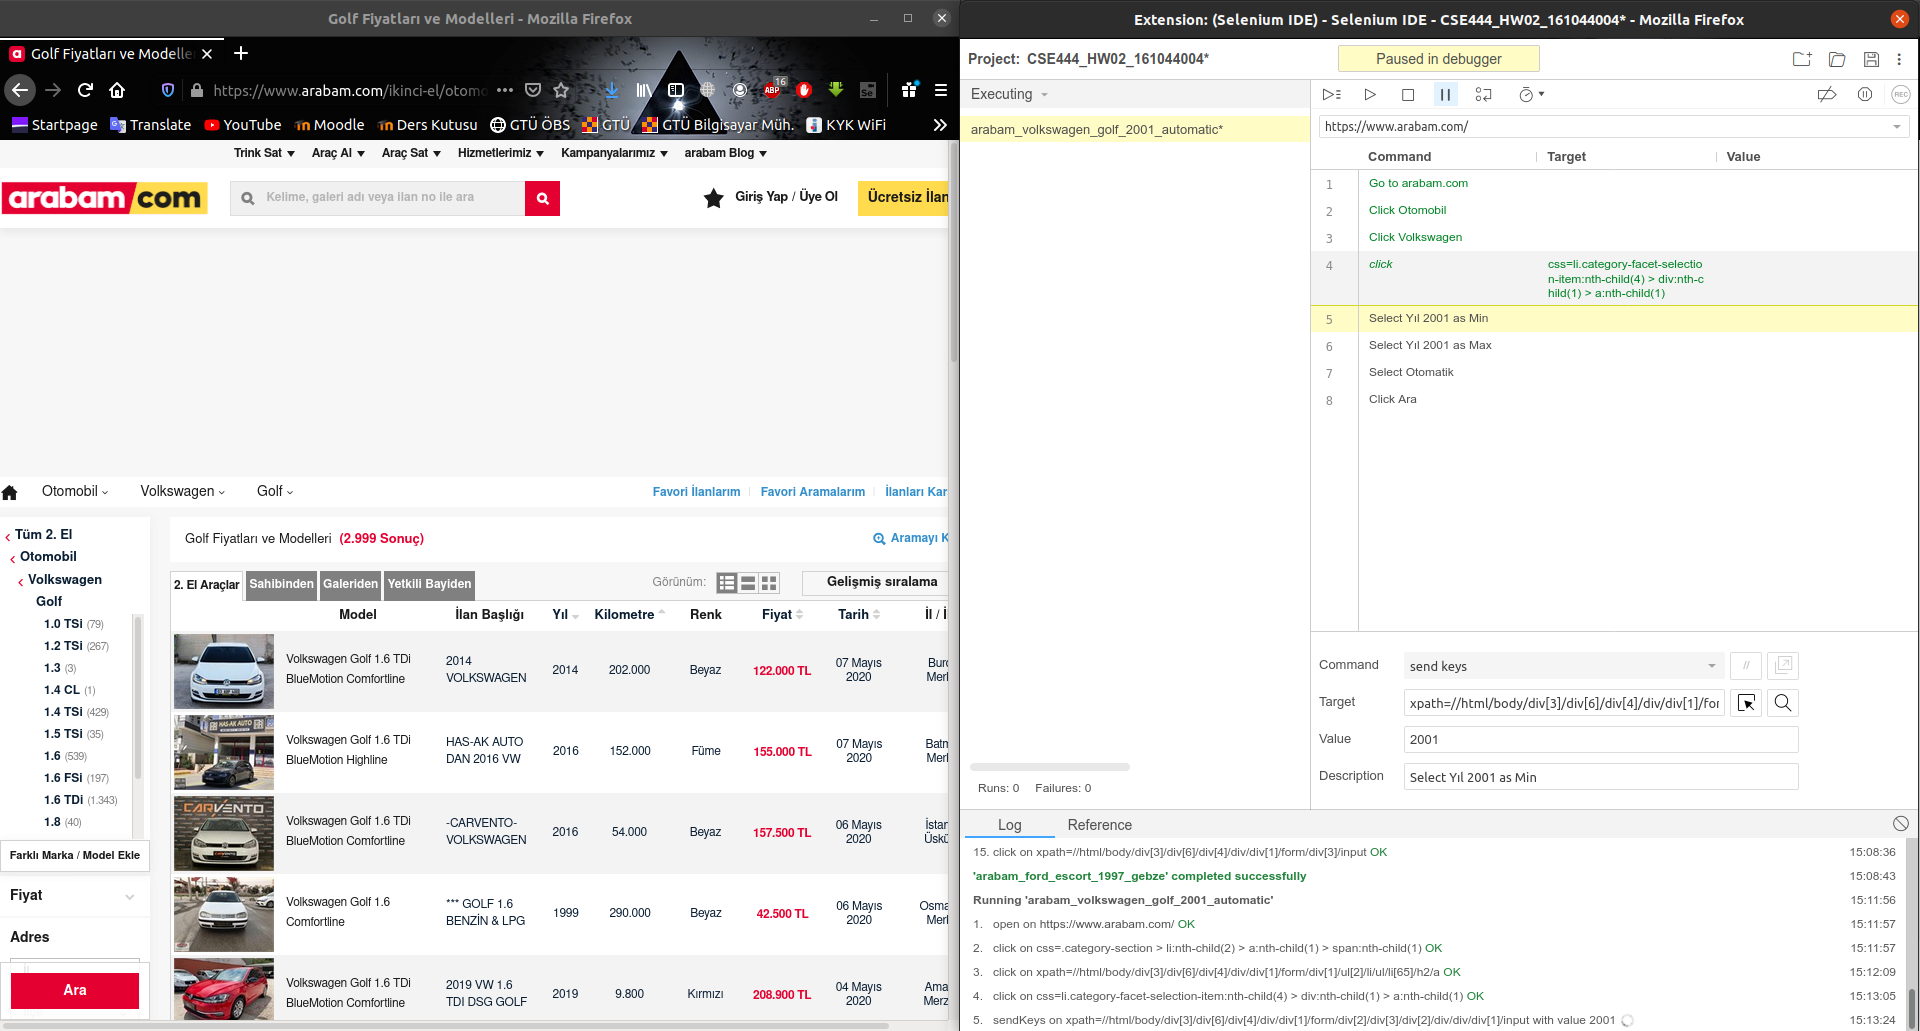 Golf Fiyatları ve Modelleri - Mozilla Firefox
Golf Fiyatları ve Modelle
https://www.arabam.com/ikinci-el/otomo
16
ABP
Se
Startpage
Translate
YouTube
Moodle
Ders Kutusu
GTÜ ÖBS
GTÜ
GTÜ Bilgisayar Müh.
KYK WiFi
Trink Sat
Araç Al
Araç Sat
Hizmetlerimiz
Kampanyalarımız
arabam Blog
arabam.com
Kelime, galeri adı veya ilan no ile ara
Giriş Yap / Üye Ol
Ücretsiz İlan
Otomobil
Volkswagen
Golf
Favori İlanlarım
Favori Aramalarım
İlanları Kar
Tüm 2. El
Otomobil
Volkswagen
Golf
1.0 TSi (79)
1.2 TSi (267)
1.3 (3)
1.4 CL (1)
1.4 TSi (429)
1.5 TSi (35)
1.6 (539)
1.6 FSi (197)
1.6 TDi (1.343)
1.8 (40)
Farklı Marka / Model Ekle
Fiyat
Adres
Ara
Golf Fiyatları ve Modelleri (2.999 Sonuç)
Aramayı K
2. El Araçlar
Sahibinden
Galeriden
Yetkili Bayiden
Görünüm:
Gelişmiş sıralama
Model İlan Başlığı Yıl Kilometre Renk Fiyat Tarih İl / İ
Volkswagen Golf 1.6 TDi BlueMotion Comfortline 2014 VOLKSWAGEN 2014 202.000 Beyaz 122.000 TL 07 Mayıs 2020 Burd Merk
HAS-AK AUTO
Volkswagen Golf 1.6 TDi BlueMotion Highline HAS-AK AUTO DAN 2016 VW 2016 152.000 Füme 155.000 TL 07 Mayıs 2020 Batm Merk
CARVENTO
Volkswagen Golf 1.6 TDi BlueMotion Comfortline -CARVENTO- VOLKSWAGEN 2016 54.000 Beyaz 157.500 TL 06 Mayıs 2020 İstan Üskü
Volkswagen Golf 1.6 Comfortline *** GOLF 1.6 BENZİN & LPG 1999 290.000 Beyaz 42.500 TL 06 Mayıs 2020 Osma Merk
Volkswagen Golf 1.6 TDi BlueMotion Comfortline 2019 VW 1.6 TDI DSG GOLF 2019 9.800 Kırmızı 208.900 TL 04 Mayıs 2020 Ama Merz
Extension: (Selenium IDE) - Selenium IDE - CSE444_HW02_161044004* - Mozilla Firefox
Project: CSE444_HW02_161044004*
Paused in debugger
Executing
arabam_volkswagen_golf_2001_automatic*
Runs: 0 Failures: 0
REC
https://www.arabam.com/
Command Target Value
1 Go to arabam.com
2 Click Otomobil
3 Click Volkswagen
4 click css=li.category-facet-selectio
n-item:nth-child(4) > div:nth-c
hild(1) > a:nth-child(1)
5 Select Yıl 2001 as Min
6 Select Yıl 2001 as Max
7 Select Otomatik
8 Click Ara
Command send keys //
Target xpath=//html/body/div[3]/div[6]/div[4]/div/div[1]/for
Value 2001
Description Select Yıl 2001 as Min
Log Reference
15. click on xpath=//html/body/div[3]/div[6]/div[4]/div/div[1]/form/div[3]/input OK 15:08:36
'arabam_ford_escort_1997_gebze' completed successfully 15:08:43
Running 'arabam_volkswagen_golf_2001_automatic' 15:11:56
1. open on https://www.arabam.com/ OK 15:11:57
2. click on css=.category-section > li:nth-child(2) > a:nth-child(1) > span:nth-child(1) OK 15:11:57
3. click on xpath=//html/body/div[3]/div[6]/div[4]/div/div[1]/form/div[1]/ul[2]/li/ul/li[65]/h2/a OK 15:12:09
4. click on css=li.category-facet-selection-item:nth-child(4) > div:nth-child(1) > a:nth-child(1) OK 15:13:05
5. sendKeys on xpath=//html/body/div[3]/div[6]/div[4]/div/div[1]/form/div[2]/div[3]/div[2]/div/div/div[1]/input with value 2001 15:13:24